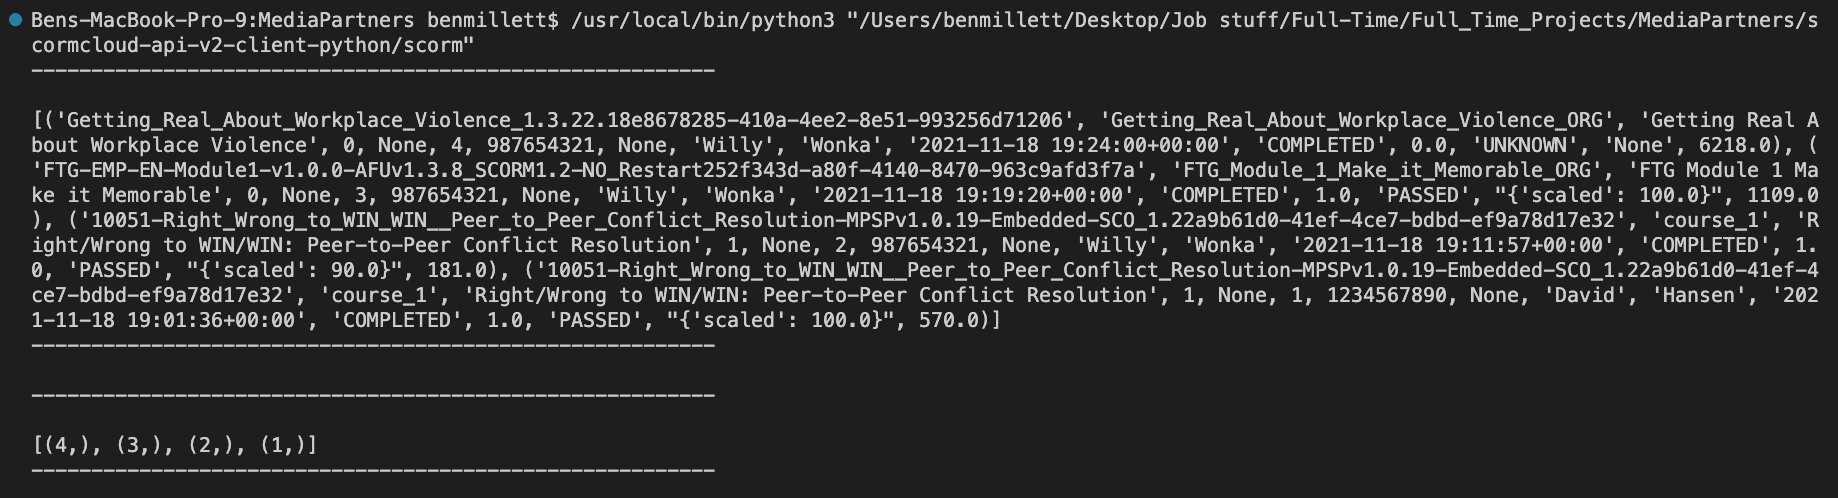 Bens-MacBook-Pro-9:MediaPartners benmillett$ /usr/local/bin/python3 "/Users/benmillett/Desktop/Job stuff/Full-Time/Full_Time_Projects/MediaPartners/s
cormcloud-api-v2-client-python/scorm"
---------------------------------------------------------
[('Getting_Real_About_Workplace_Violence_1.3.22.18e8678285-410a-4ee2-8e51-993256d71206', 'Getting_Real_About_Workplace_Violence_ORG', 'Getting Real A
bout Workplace Violence', 0, None, 4, 987654321, None, 'Willy', 'Wonka', '2021-11-18 19:24:00+00:00', 'COMPLETED', 0.0, 'UNKNOWN', 'None', 6218.0), (
'FTG-EMP-EN-Module1-v1.0.0-AFUv1.3.8_SCORM1.2-NO_Restart252f343d-a80f-4140-8470-963c9afd3f7a', 'FTG_Module_1_Make_it_Memorable_ORG', 'FTG Module 1 Ma
ke it Memorable', 0, None, 3, 987654321, None, 'Willy', 'Wonka', '2021-11-18 19:19:20+00:00', 'COMPLETED', 1.0, 'PASSED', "{'scaled': 100.0}", 1109.0
), ('10051-Right_Wrong_to_WIN_WIN__Peer_to_Peer_Conflict_Resolution-MPSPv1.0.19-Embedded-SCO_1.22a9b61d0-41ef-4ce7-bdbd-ef9a78d17e32', 'course_1', 'R
ight/Wrong to WIN/WIN: Peer-to-Peer Conflict Resolution', 1, None, 2, 987654321, None, 'Willy', 'Wonka', '2021-11-18 19:11:57+00:00', 'COMPLETED', 1.
0, 'PASSED', "{'scaled': 90.0}", 181.0), ('10051-Right_Wrong_to_WIN_WIN__Peer_to_Peer_Conflict_Resolution-MPSPv1.0.19-Embedded-SCO_1.22a9b61d0-41ef-4
ce7-bdbd-ef9a78d17e32', 'course_1', 'Right/Wrong to WIN/WIN: Peer-to-Peer Conflict Resolution', 1, None, 1, 1234567890, None, 'David', 'Hansen', '202
1-11-18 19:01:36+00:00', 'COMPLETED', 1.0, 'PASSED', "{'scaled': 100.0}", 570.0)]
---------------------------------------------------------
---------------------------------------------------------
[(4,), (3,), (2,), (1,)]
---------------------------------------------------------